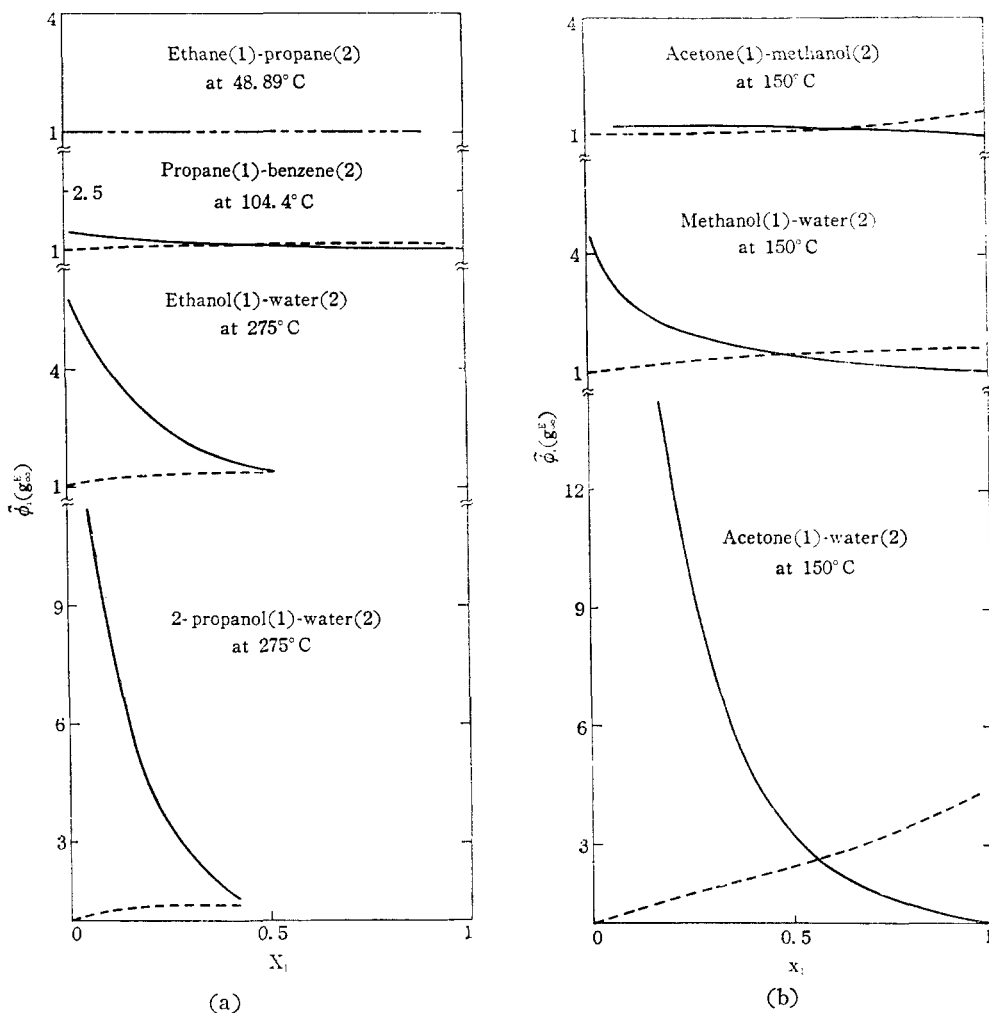 4
Ethane(1)-propane(2)
at 48.89°C
1
Propane(1)-benzene(2)
2.5
at 104.4°C
1
Ethanol(1)-water(2)
at 275°C
4
1
9
2-propanol(1)-water(2)
at 275°C
6
3
0
0.5
1
X₁
(a)
4
Acetone(1)-methanol(2)
at 150°C
1
Methanol(1)-water(2)
at 150°C
4
1
12
Acetone(1)-water(2)
at 150°C
9
6
3
0
0.5
1
(b)